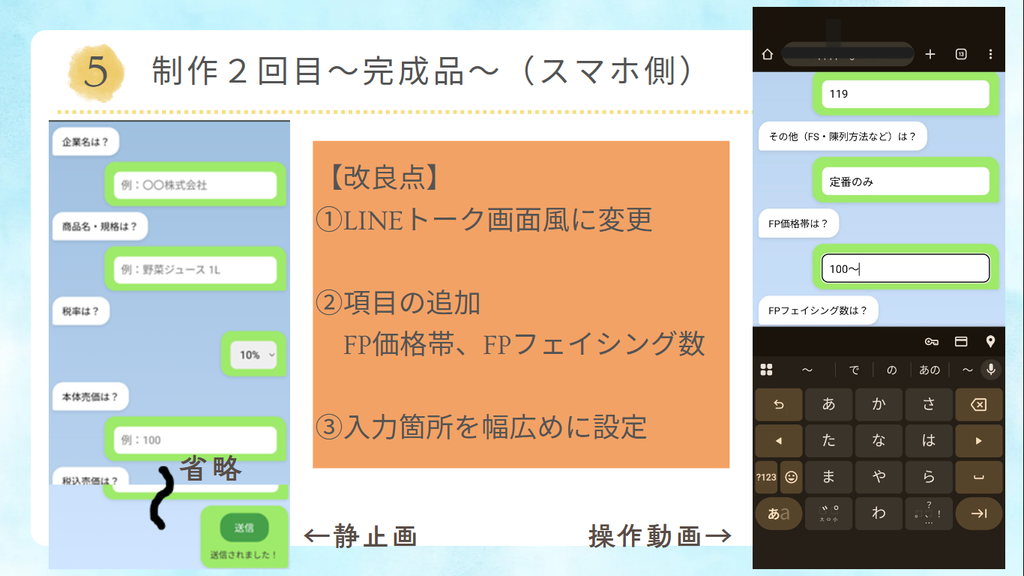 5 制作２回目～完成品～（スマホ側）
企業名は？
例：〇〇株式会社
商品名・規格は？
例：野菜ジュース 1L
税率は？
10%
本体売価は？
例：100
税込売価は？
省略
送信
送信されました！
【改良点】
①LINEトーク画面風に変更
②項目の追加
FP価格帯、FPフェイシング数
③入力箇所を幅広めに設定
←静止画
操作動画→
13
119
その他（FS・陳列方法など）は？
定番のみ
FP価格帯は？
100～
FPフェイシング数は？
～ で の あの ～
あ か さ
た な は
?123 ま や ら
あa わ